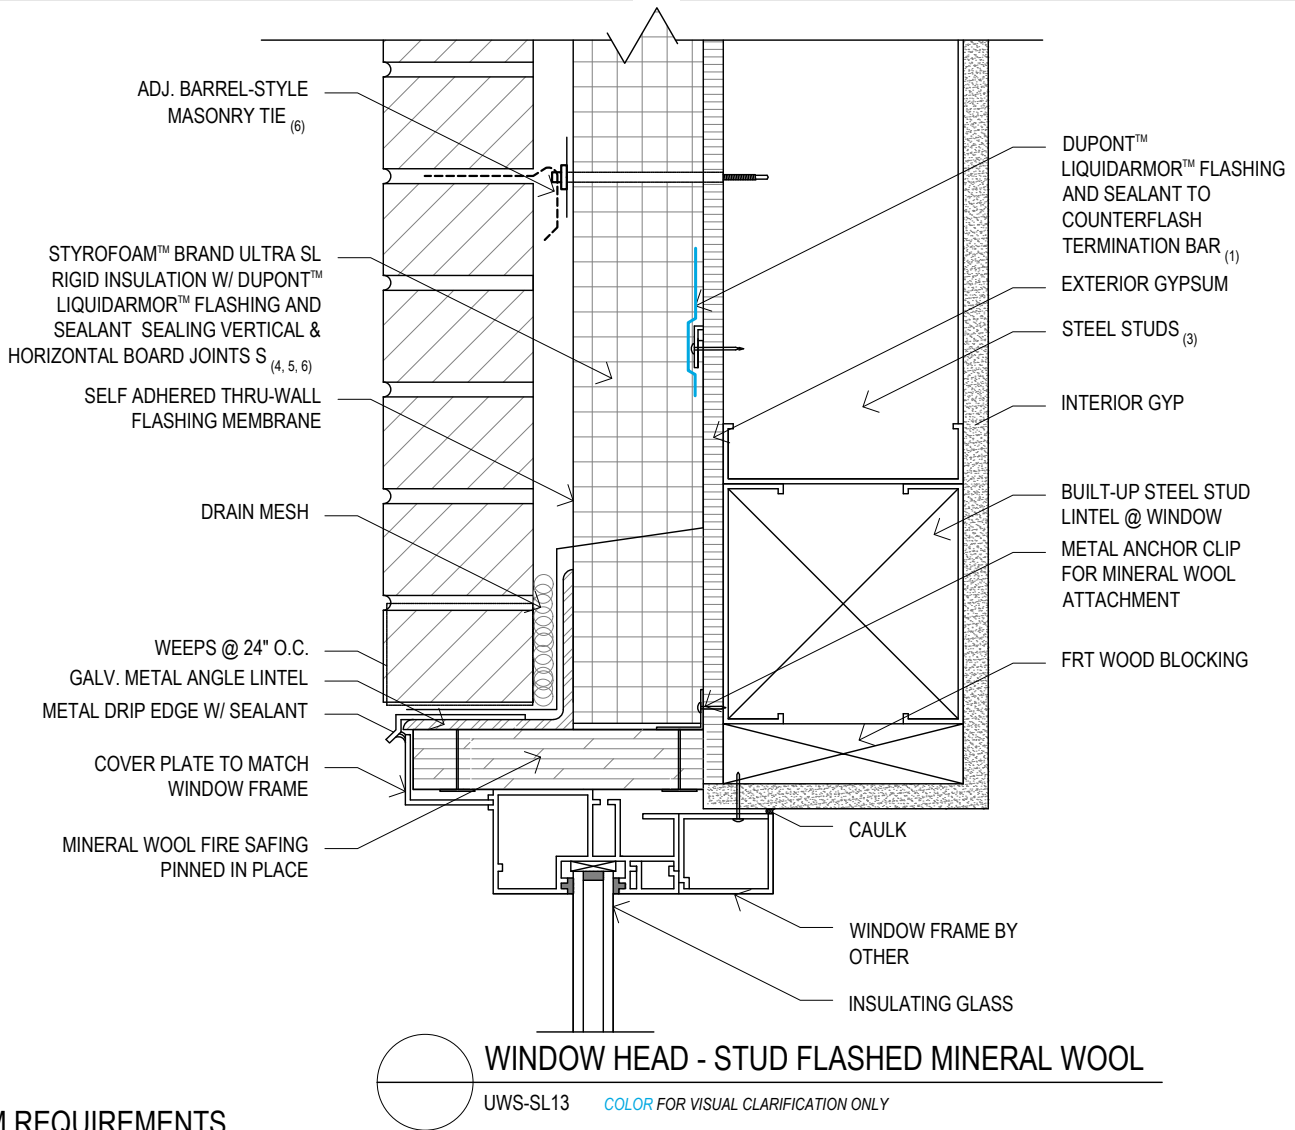 ADJ. BARREL-STYLE
MASONRY TIE (6)
STYROFOAM™ BRAND ULTRA SL
RIGID INSULATION W/ DUPONT™
LIQUIDARMOR™ FLASHING AND
SEALANT SEALING VERTICAL &
HORIZONTAL BOARD JOINTS S (4, 5, 6)
SELF ADHERED THRU-WALL
FLASHING MEMBRANE
DRAIN MESH
WEEPS @ 24" O.C.
GALV. METAL ANGLE LINTEL
METAL DRIP EDGE W/ SEALANT
COVER PLATE TO MATCH
WINDOW FRAME
MINERAL WOOL FIRE SAFING
PINNED IN PLACE
DUPONT™
LIQUIDARMOR™ FLASHING
AND SEALANT TO
COUNTERFLASH
TERMINATION BAR (1)
EXTERIOR GYPSUM
STEEL STUDS (3)
INTERIOR GYP
BUILT-UP STEEL STUD
LINTEL @ WINDOW
METAL ANCHOR CLIP
FOR MINERAL WOOL
ATTACHMENT
FRT WOOD BLOCKING
CAULK
WINDOW FRAME BY
OTHER
INSULATING GLASS
WINDOW HEAD - STUD FLASHED MINERAL WOOL
UWS-SL13 COLOR FOR VISUAL CLARIFICATION ONLY
REQUIREMENTS